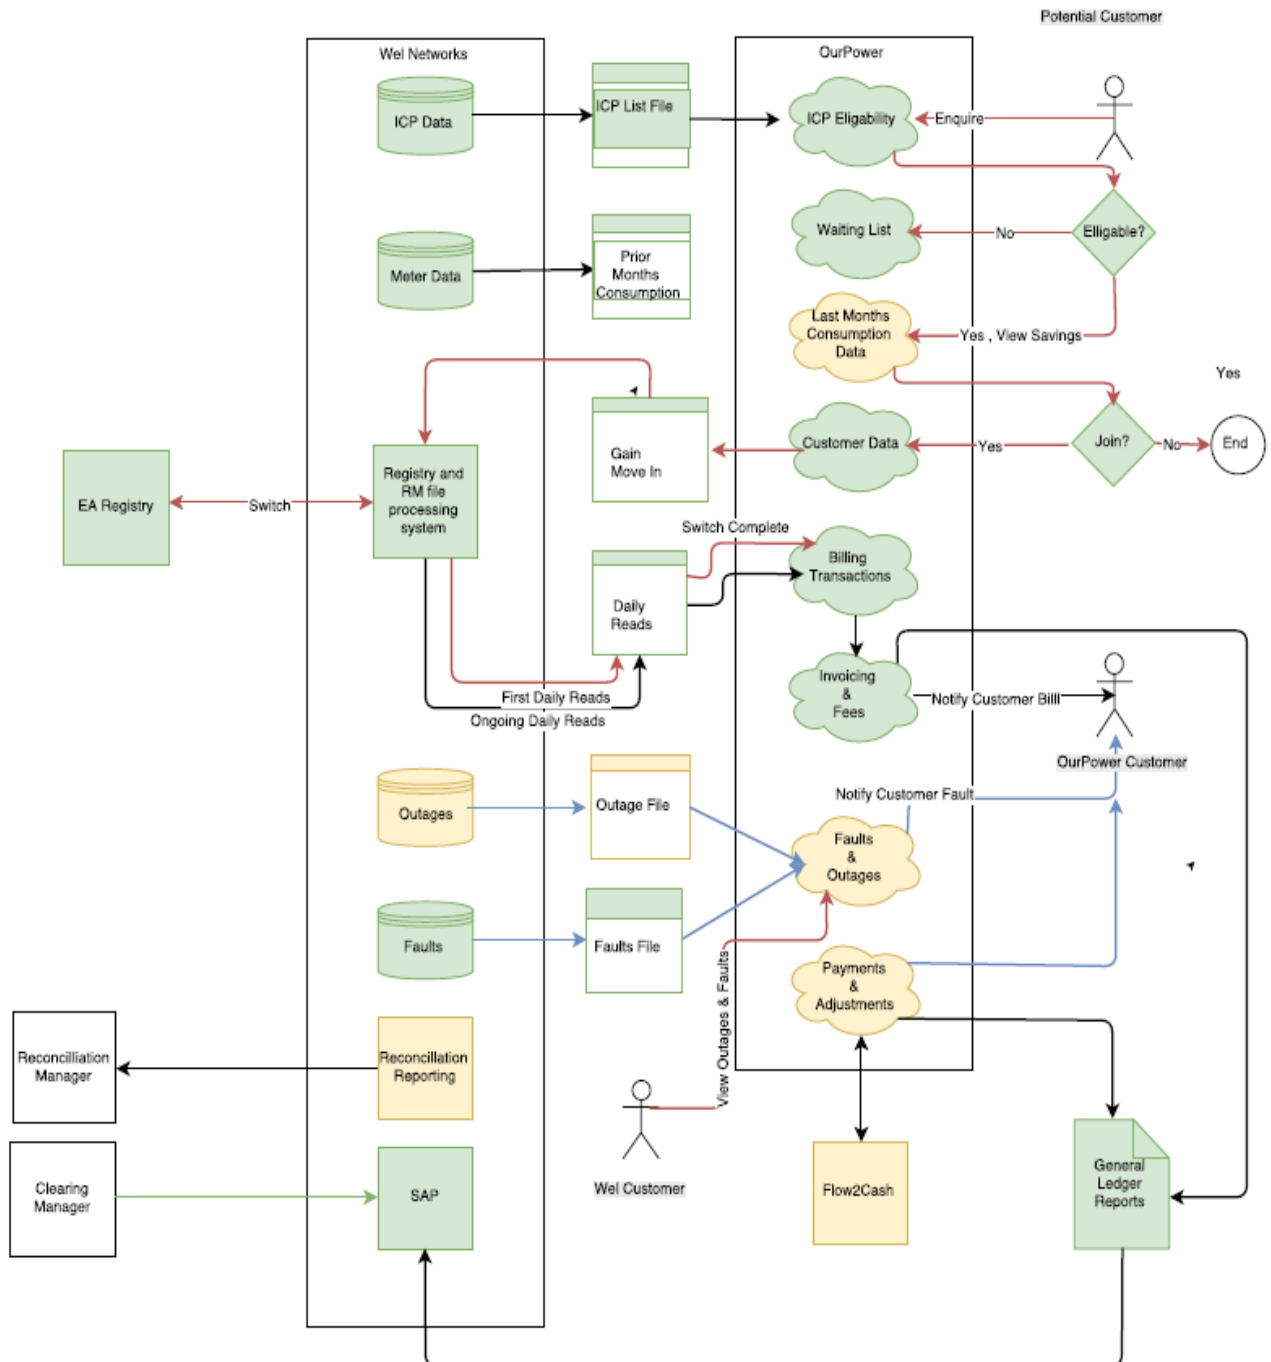 Potential Customer
Wel Networks
OurPower
ICP Data
ICP List File
ICP Eligability
Enquire
Waiting List
No
Elligable?
Meter Data
Prior
Months
Consumption
Last Months
Consumption
Data
Yes , View Savings
Yes
Gain
Move In
Customer Data
Yes
Join?
No
End
EA Registry
Switch
Registry and
RM file
processing
system
Switch Complete
Billing
Transactions
Daily
Reads
First Daily Reads
Ongoing Daily Reads
Invoicing
&
Fees
Notify Customer Billl
OurPower Customer
Outages
Outage File
Notify Customer Fault
Faults
&
Outages
Faults
Faults File
View Outages & Faults
Payments
&
Adjustments
Reconcilliation
Manager
Reconcillation
Reporting
Clearing
Manager
SAP
Wel Customer
Flow2Cash
General
Ledger
Reports